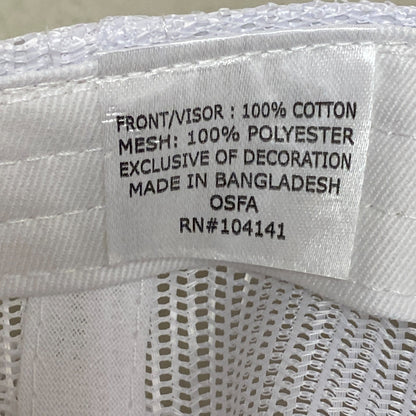 FRONT/VISOR : 100% COTTON
MESH: 100% POLYESTER
EXCLUSIVE OF DECORATION
MADE IN BANGLADESH
OSFA
RN#104141